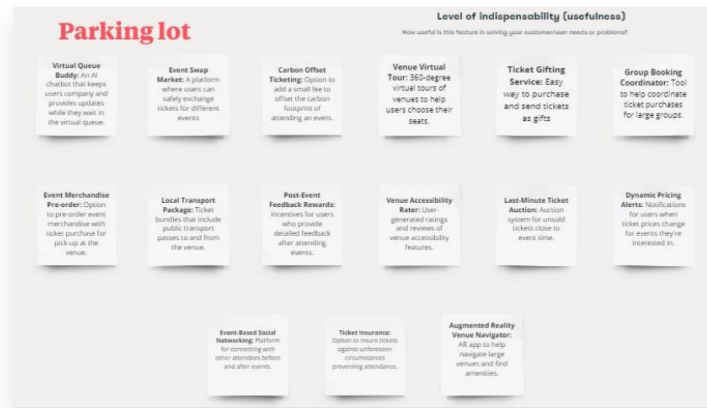 Parking lot
Level of indispensability (usefulness)
How useful is this feature in solving your customer/user needs or problems?
Virtual Queue
Buddy: An AI
chatbot that keeps
users company and
provides updates
while they wait in
the virtual queue.
Event Swap
Market: A platform
where users can
safely exchange
tickets for different
events.
Carbon Offset
Ticketing: Option to
add a small fee to
offset the carbon
footprint of
attending an event.
Venue Virtual
Tour: 360-degree
virtual tours of
venues to help
users choose their
seats.
Ticket Gifting
Service: Easy
way to purchase
and send tickets
as gifts
Group Booking
Coordinator: Tool
to help coordinate
ticket purchases
for large groups.
Event Merchandise
Pre-order: Option
to pre-order event
merchandise with
ticket purchase for
pick-up at the
venue.
Local Transport
Package: Ticket
bundles that include
public transport
passes to and from
the venue.
Post-Event
Feedback Rewards:
Incentives for users
who provide
detailed feedback
after attending
events.
Venue Accessibility
Rater: User-
generated ratings
and reviews of
venue accessibility
features.
Last-Minute Ticket
Auction: Auction
system for unsold
tickets close to
event time.
Dynamic Pricing
Alerts: Notifications
for users when
ticket prices change
for events they're
interested in.
Event-Based Social
Networking: Platform
for connecting with
other attendees before
and after events.
Ticket Insurance:
Option to insure tickets
against unforeseen
circumstances
preventing attendance.
Augmented Reality
Venue Navigator:
AR app to help
navigate large
venues and find
amenities.